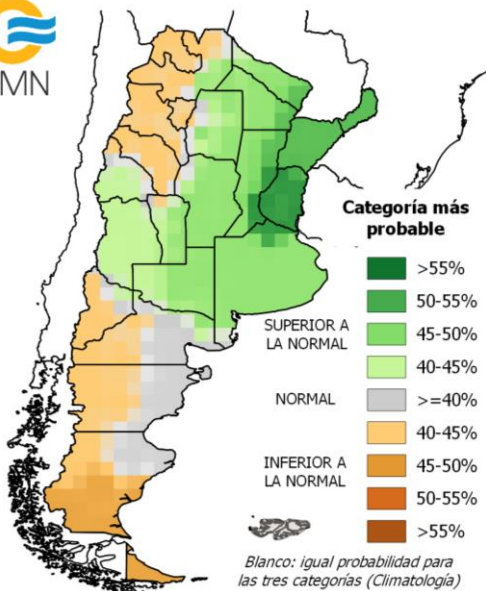 MN
Categoría más
probable
>55%
50-55%
SUPERIOR A
LA NORMAL
45-50%
40-45%
NORMAL
>=40%
40-45%
INFERIOR A
LA NORMAL
45-50%
50-55%
>55%
Blanco: igual probabilidad para
las tres categorías (Climatología)